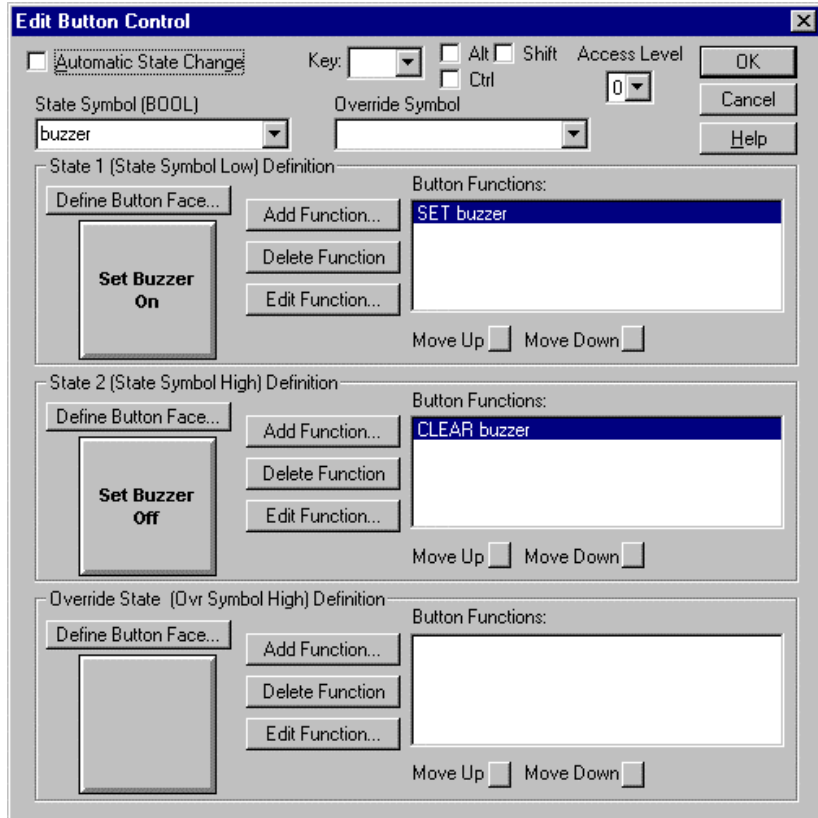 Edit Button Control
Automatic State Change
Key:
Alt
Shift
Ctrl
Access Level
0
OK
Cancel
Help
State Symbol (BOOL)
Override Symbol
buzzer
State 1 (State Symbol Low) Definition
Define Button Face...
Set Buzzer
On
Add Function...
Delete Function
Edit Function...
Button Functions:
SET buzzer
Move Up
Move Down
State 2 (State Symbol High) Definition
Define Button Face...
Set Buzzer
Off
Add Function...
Delete Function
Edit Function...
Button Functions:
CLEAR buzzer
Move Up
Move Down
Override State (Ovr Symbol High) Definition
Define Button Face...
Add Function...
Delete Function
Edit Function...
Button Functions:
Move Up
Move Down